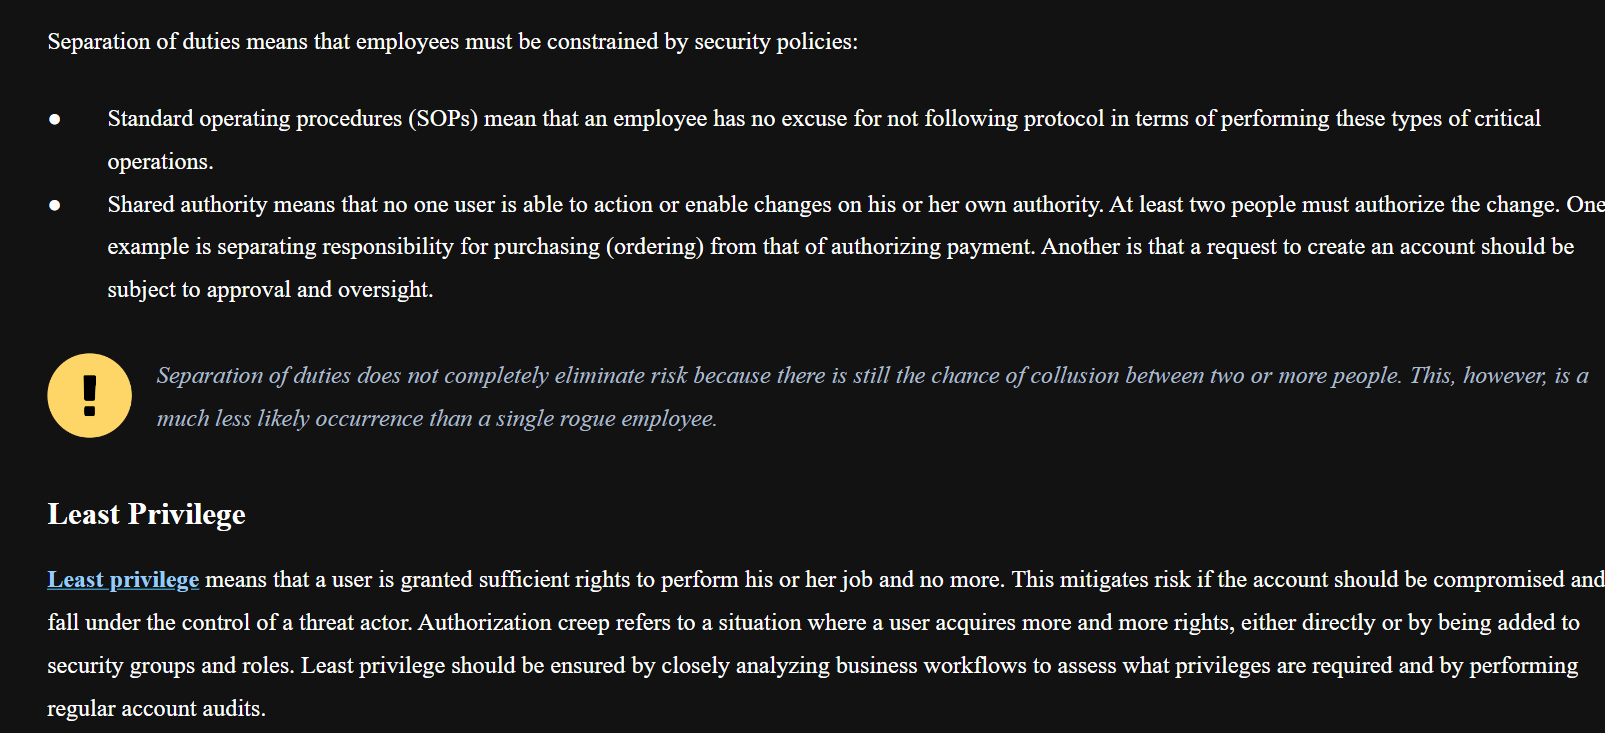 Separation of duties means that employees must be constrained by security policies:
● Standard operating procedures (SOPs) mean that an employee has no excuse for not following protocol in terms of performing these types of critical
operations.
● Shared authority means that no one user is able to action or enable changes on his or her own authority. At least two people must authorize the change. One
example is separating responsibility for purchasing (ordering) from that of authorizing payment. Another is that a request to create an account should be
subject to approval and oversight.
Separation of duties does not completely eliminate risk because there is still the chance of collusion between two or more people. This, however, is a
much less likely occurrence than a single rogue employee.
Least Privilege
Least privilege means that a user is granted sufficient rights to perform his or her job and no more. This mitigates risk if the account should be compromised and
fall under the control of a threat actor. Authorization creep refers to a situation where a user acquires more and more rights, either directly or by being added to
security groups and roles. Least privilege should be ensured by closely analyzing business workflows to assess what privileges are required and by performing
regular account audits.